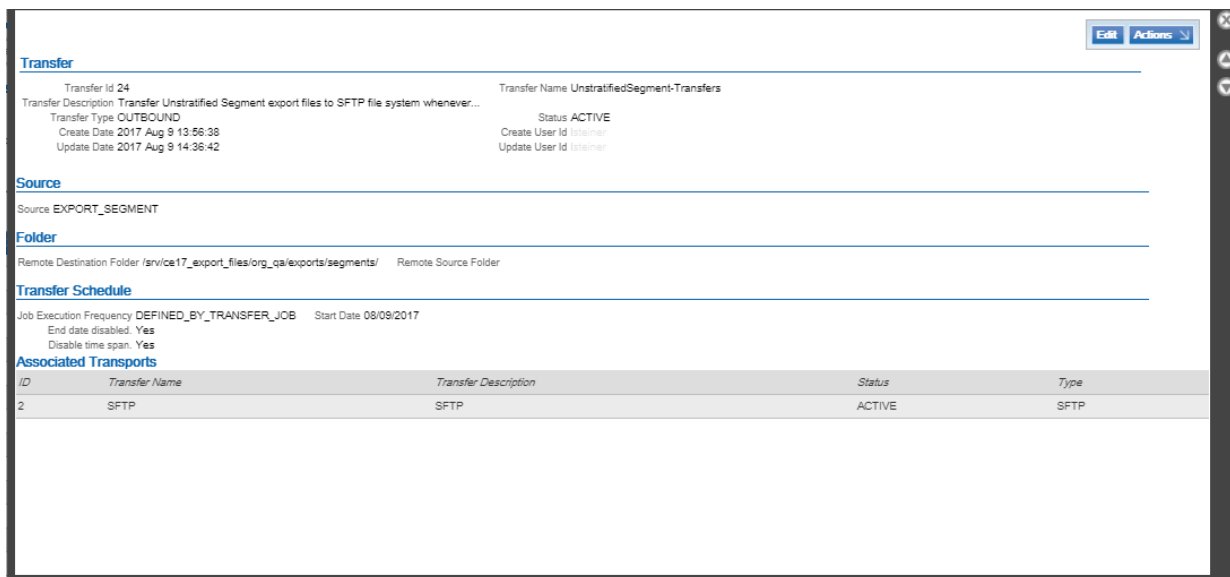 Edit Actions
Transfer
Transfer Id 24 Transfer Name UnstratifiedSegment-Transfers
Transfer Description Transfer Unstratified Segment export files to SFTP file system whenever...
Transfer Type OUTBOUND Status ACTIVE
Create Date 2017 Aug 9 13:56:38 Create User Id lsteiner
Update Date 2017 Aug 9 14:36:42 Update User Id lsteiner
Source
Source EXPORT_SEGMENT
Folder
Remote Destination Folder /srv/ce17_export_files/org_qa/exports/segments/ Remote Source Folder
Transfer Schedule
Job Execution Frequency DEFINED_BY_TRANSFER_JOB Start Date 08/09/2017
End date disabled. Yes
Disable time span. Yes
Associated Transports
ID Transfer Name Transfer Description Status Type
2 SFTP SFTP ACTIVE SFTP